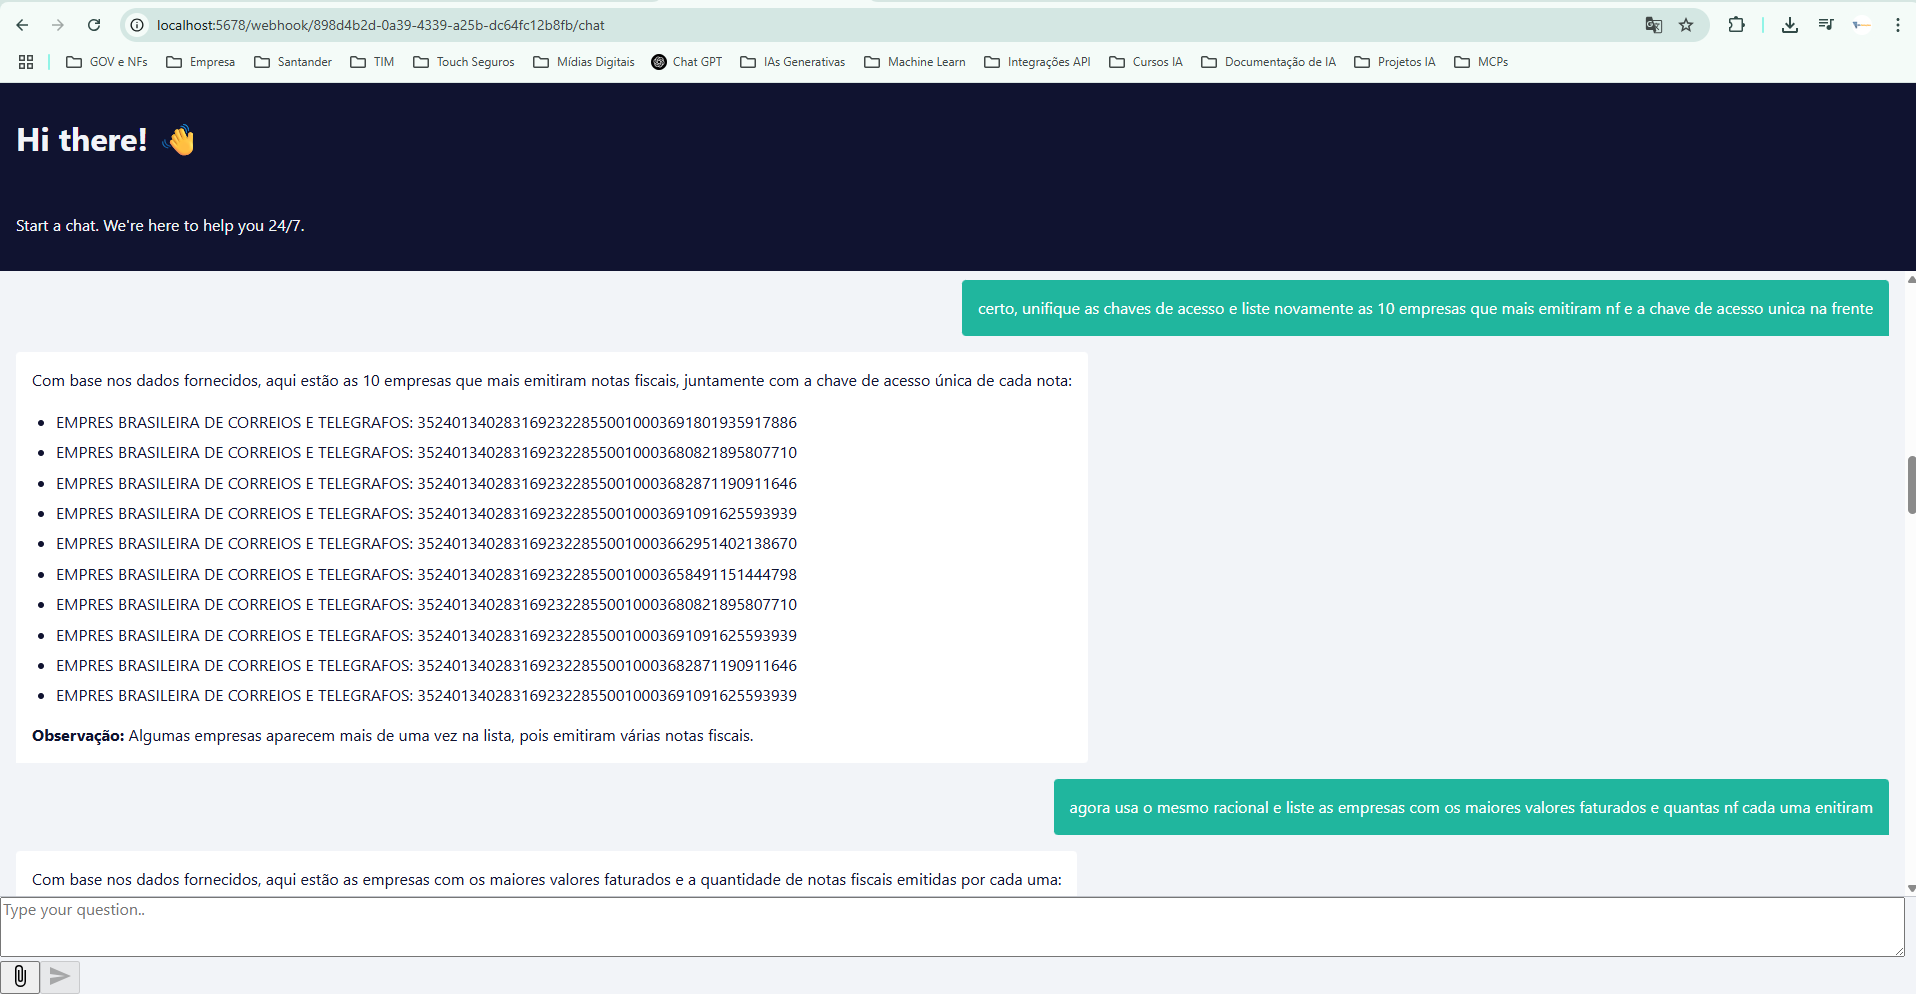 localhost:5678/webhook/898d4b2d-0a39-4339-a25b-dc64fc12b8fb/chat
GOV e NFs Empresa Santander TIM Touch Seguros Mídias Digitais Chat GPT IAs Generativas Machine Learn Integrações API Cursos IA Documentação de IA Projetos IA MCPs
Hi there! 👋
Start a chat. We're here to help you 24/7.
certo, unifique as chaves de acesso e liste novamente as 10 empresas que mais emitiram nf e a chave de acesso unica na frente
Com base nos dados fornecidos, aqui estão as 10 empresas que mais emitiram notas fiscais, juntamente com a chave de acesso única de cada nota:
• EMPRES BRASILEIRA DE CORREIOS E TELEGRAFOS: 35240134028316923228550010003691801935917886
• EMPRES BRASILEIRA DE CORREIOS E TELEGRAFOS: 35240134028316923228550010003680821895807710
• EMPRES BRASILEIRA DE CORREIOS E TELEGRAFOS: 35240134028316923228550010003682871190911646
• EMPRES BRASILEIRA DE CORREIOS E TELEGRAFOS: 35240134028316923228550010003691091625593939
• EMPRES BRASILEIRA DE CORREIOS E TELEGRAFOS: 35240134028316923228550010003662951402138670
• EMPRES BRASILEIRA DE CORREIOS E TELEGRAFOS: 35240134028316923228550010003658491151444798
• EMPRES BRASILEIRA DE CORREIOS E TELEGRAFOS: 35240134028316923228550010003680821895807710
• EMPRES BRASILEIRA DE CORREIOS E TELEGRAFOS: 35240134028316923228550010003691091625593939
• EMPRES BRASILEIRA DE CORREIOS E TELEGRAFOS: 35240134028316923228550010003682871190911646
• EMPRES BRASILEIRA DE CORREIOS E TELEGRAFOS: 35240134028316923228550010003691091625593939
Observação: Algumas empresas aparecem mais de uma vez na lista, pois emitiram várias notas fiscais.
agora usa o mesmo racional e liste as empresas com os maiores valores faturados e quantas nf cada uma enitiram
Com base nos dados fornecidos, aqui estão as empresas com os maiores valores faturados e a quantidade de notas fiscais emitidas por cada uma:
Type your question..